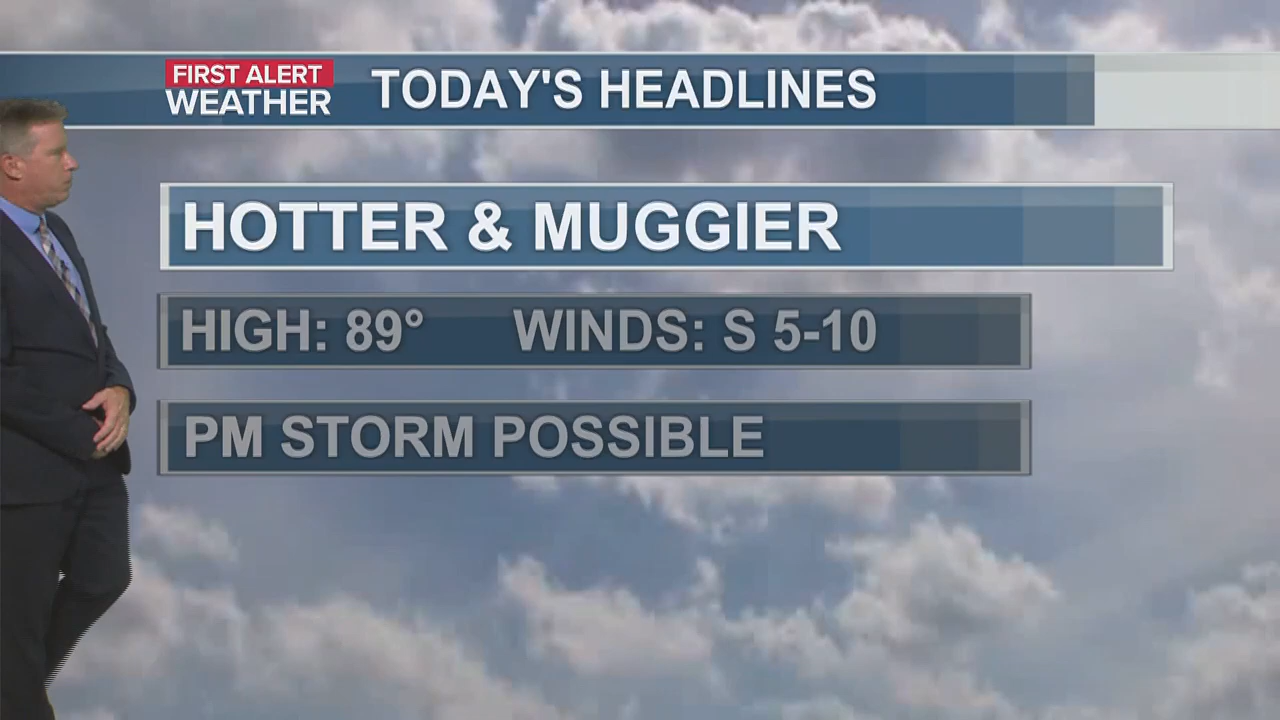 FIRST ALERT
WEATHER
TODAY'S HEADLINES
HOTTER & MUGGIER
HIGH: 89° WINDS: S 5-10
PM STORM POSSIBLE